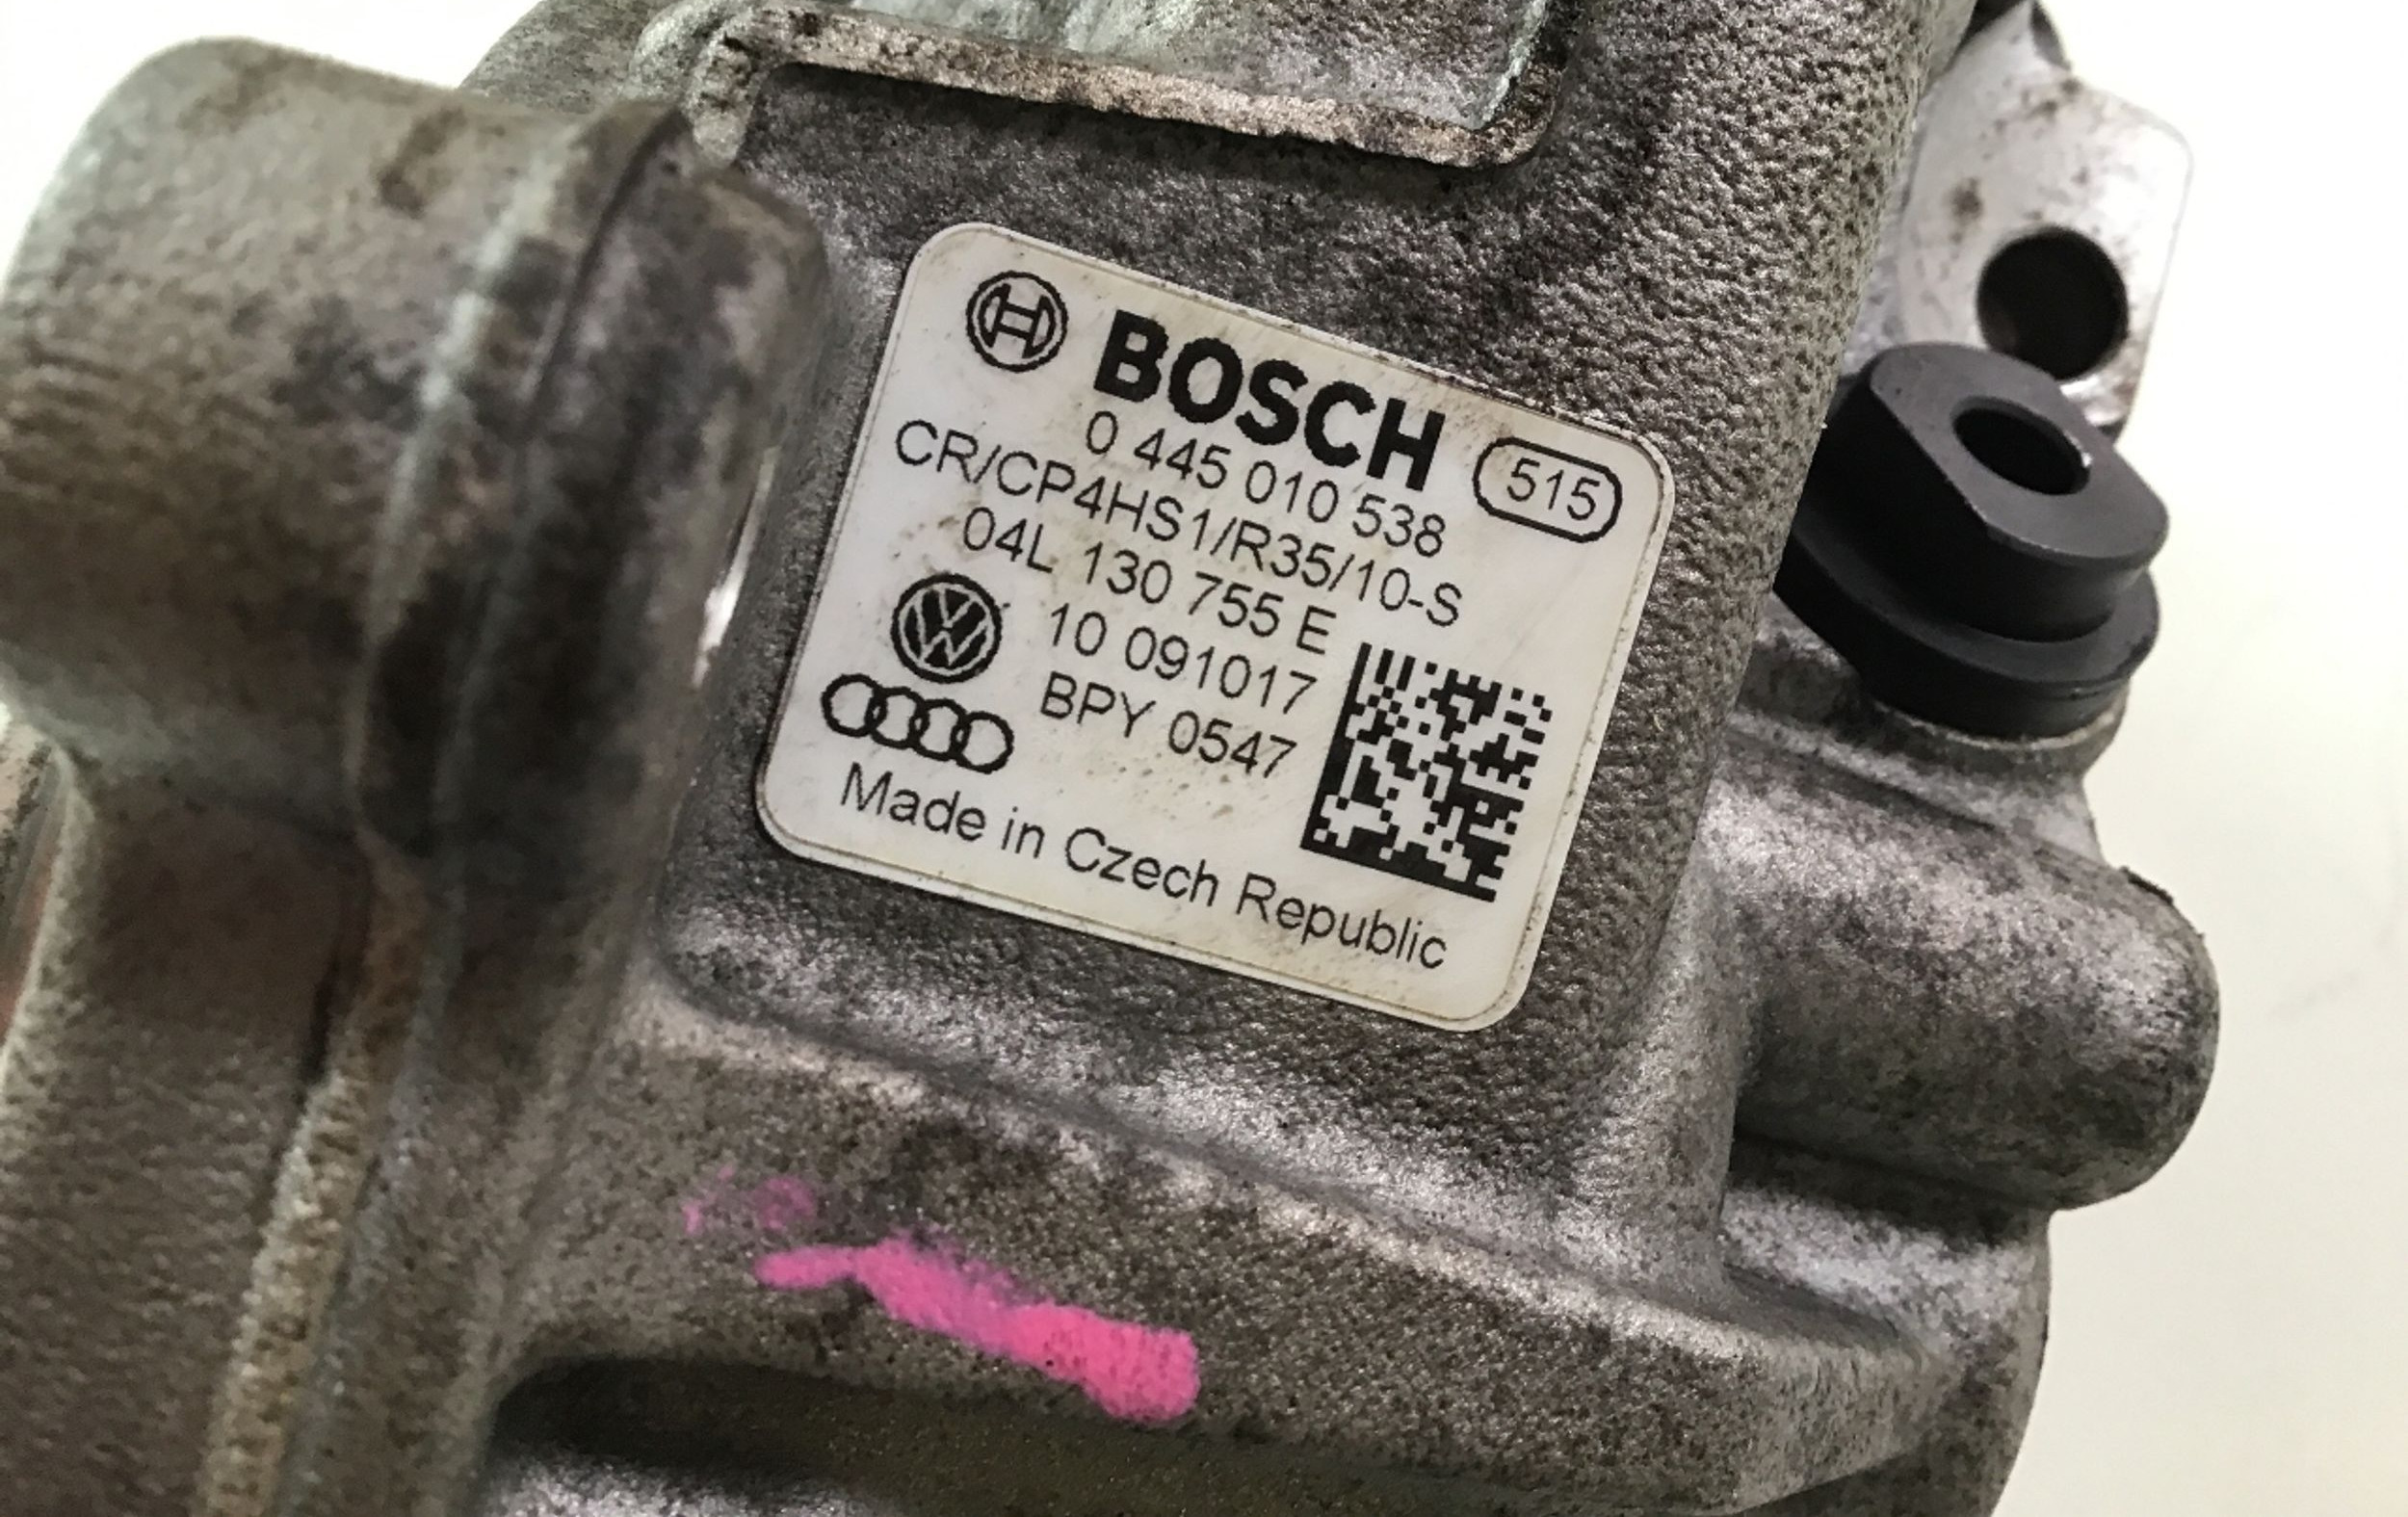 BOSCH
0 445 010 538 515
CR/CP4HS1/R35/10-S
04L 130 755 E
10 091017
BPY 0547
Made in Czech Republic